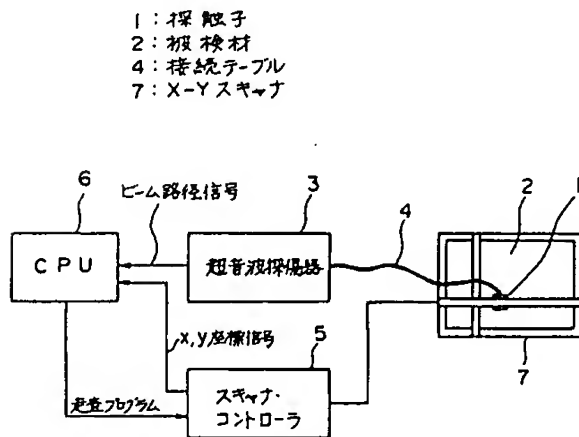 1 : 探触子
2 : 被検材
4 : 接続テーブル
7 : X-Yスキャナ
6
ビーム路径信号
3
4
2
1
CPU
超音波探傷器
X,Y座標信号
5
7
走査プログラム
スキャナ・
コントローラ